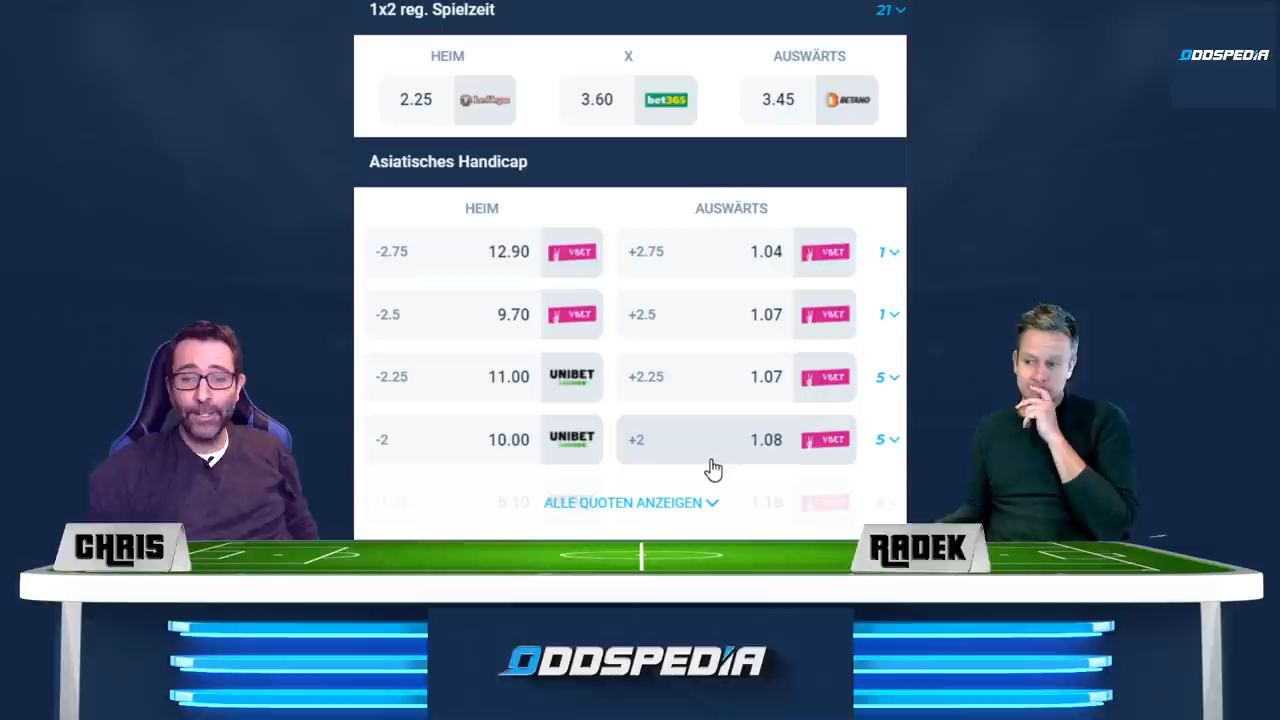 1x2 reg. Spielzeit 21
ODDSPEDIA
HEIM X AUSWÄRTS
2.25 LeoVegas 3.60 bet365 3.45 BETANO
Asiatisches Handicap
HEIM AUSWÄRTS
-2.75 12.90 VBET +2.75 1.04 VBET 1
-2.5 9.70 VBET +2.5 1.07 VBET 1
-2.25 11.00 UNIBET +2.25 1.07 VBET 5
-2 10.00 UNIBET +2 1.08 VBET 5
ALLE QUOTEN ANZEIGEN 1.16
CHRIS
RADEK
ODDSPEDIA